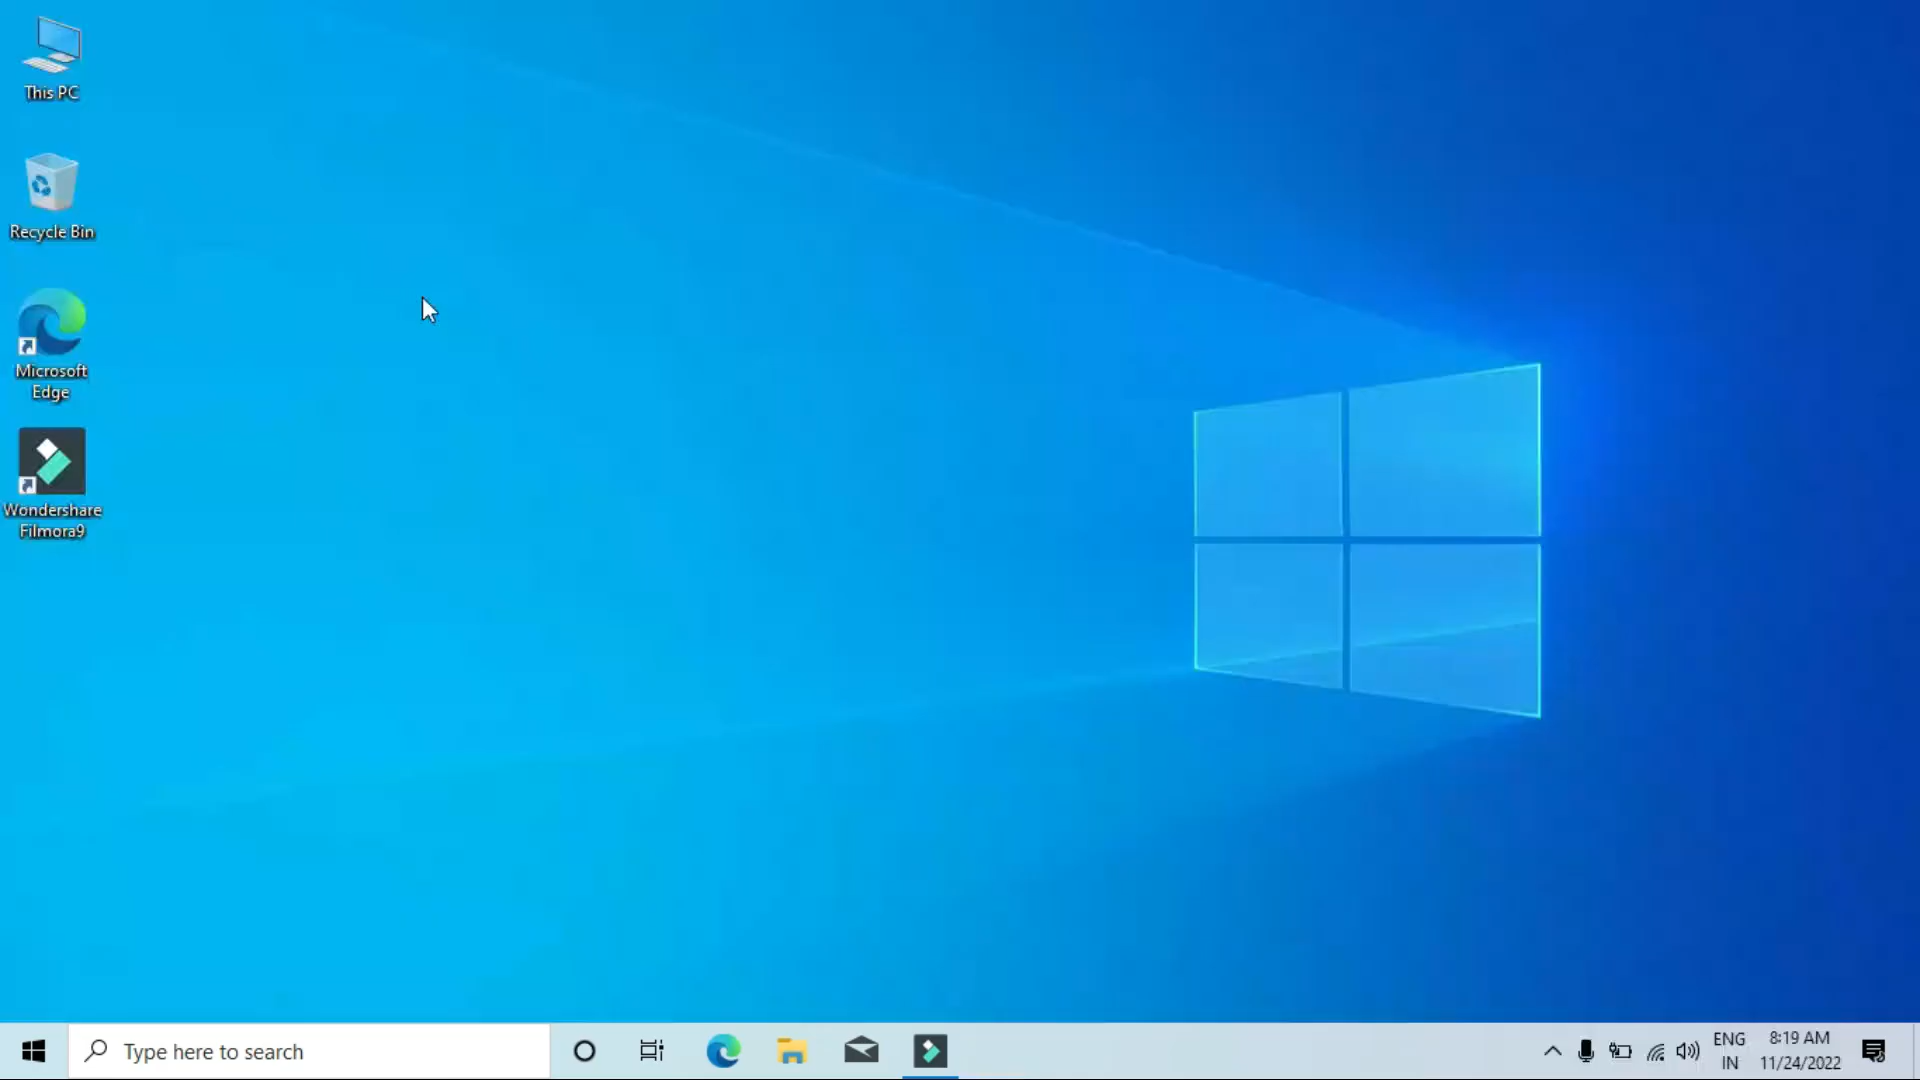 This PC
Recycle Bin
Microsoft
Edge
Wondershare
Filmora9
Type here to search
ENG
IN
8:19 AM
11/24/2022